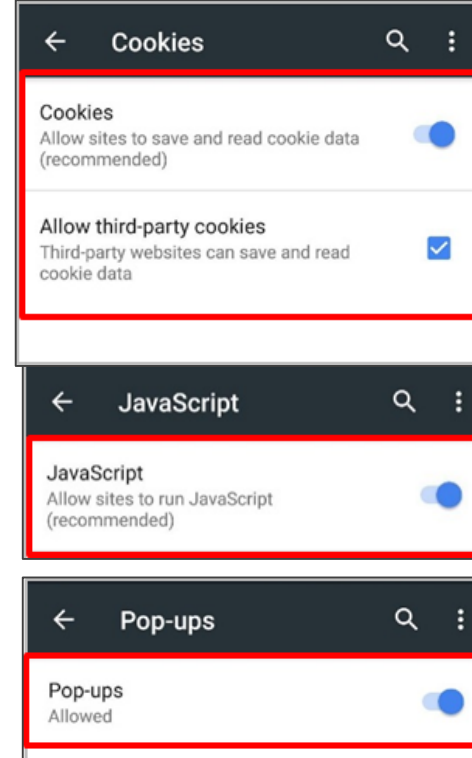 Cookies
Cookies
Allow sites to save and read cookie data
(recommended)
Allow third-party cookies
Third-party websites can save and read
cookie data
JavaScript
JavaScript
Allow sites to run JavaScript
(recommended)
Pop-ups
Pop-ups
Allowed